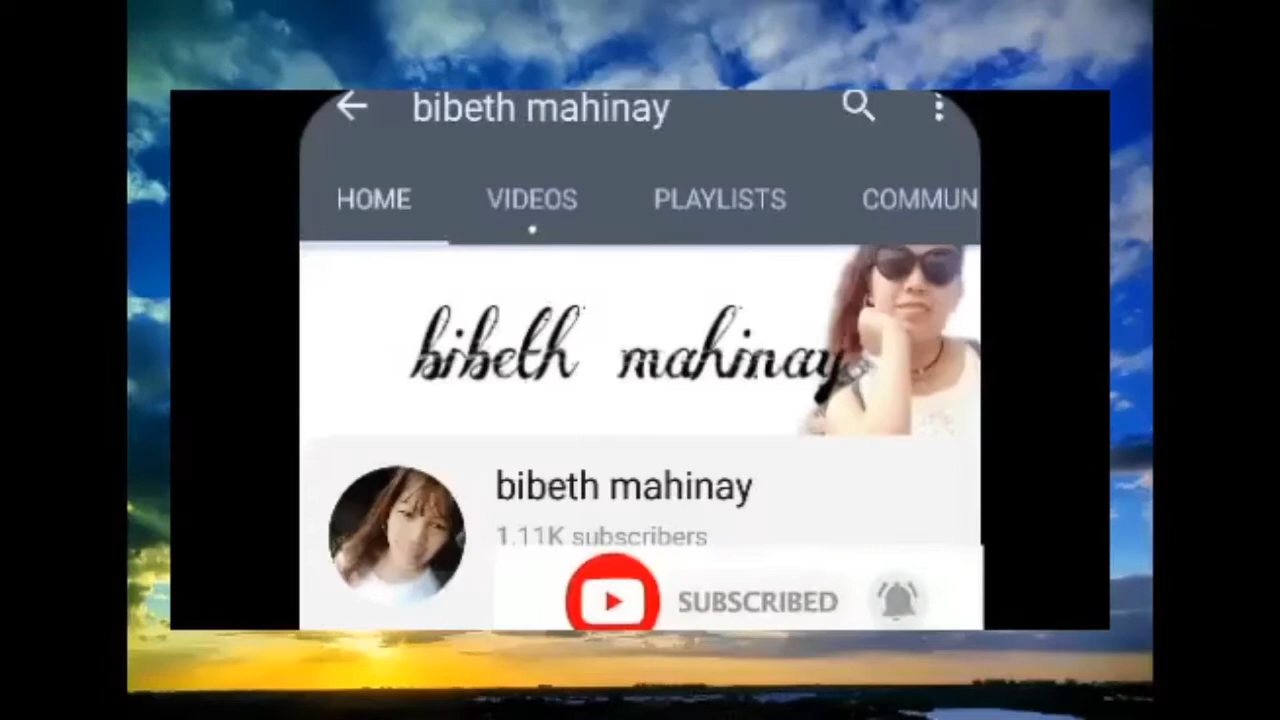 bibeth mahinay
HOME VIDEOS PLAYLISTS COMMUN
bibeth mahinay
bibeth mahinay
1.11K subscribers
SUBSCRIBED